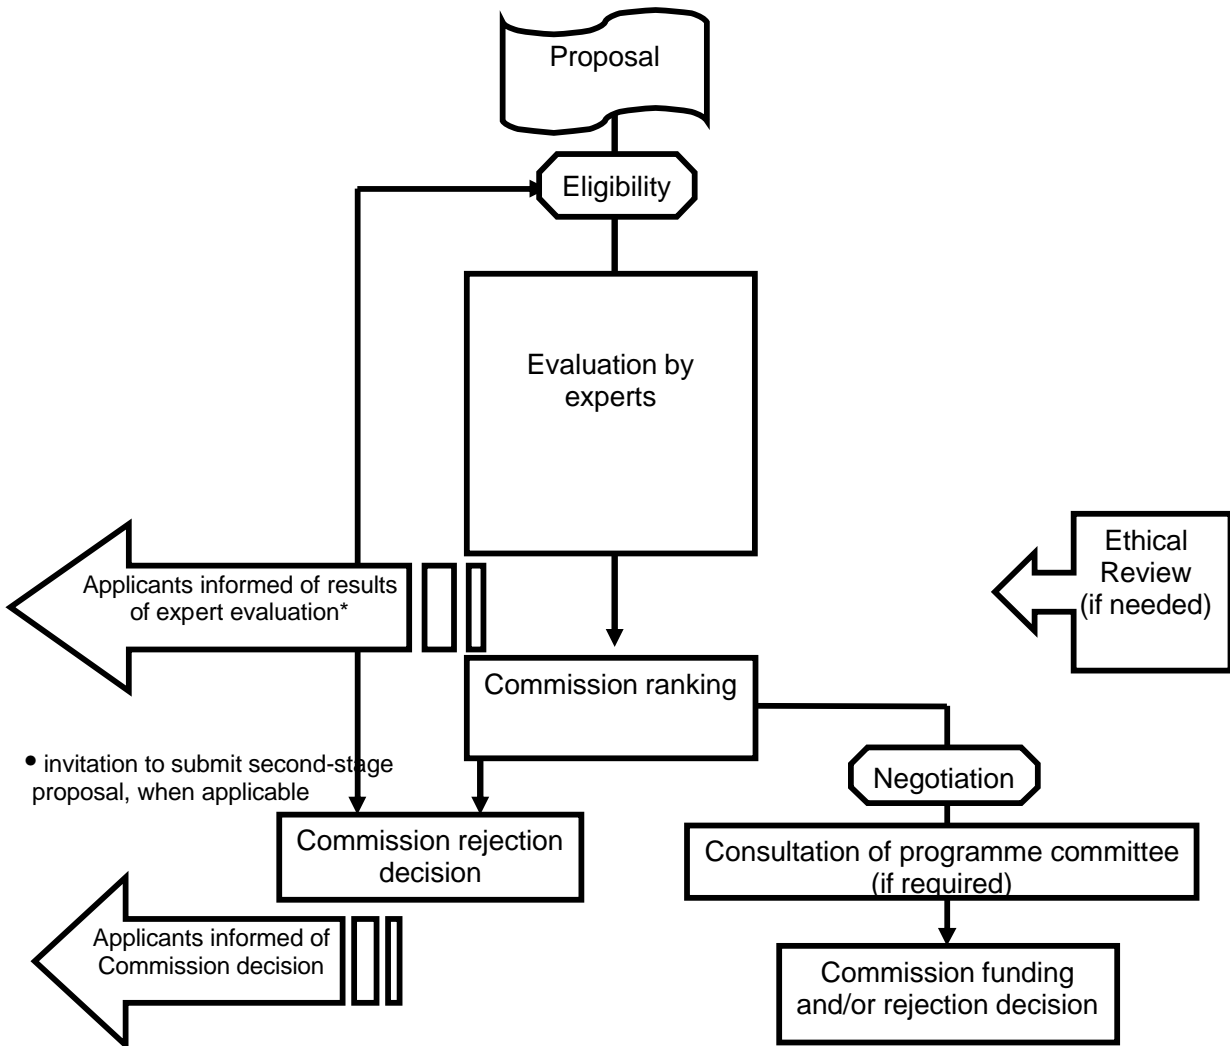 Proposal
Eligibility
Evaluation by
experts
Applicants informed of results
of expert evaluation*
Ethical
Review
(if needed)
Commission ranking
• invitation to submit second-stage
proposal, when applicable
Negotiation
Commission rejection
decision
Consultation of programme committee
(if required)
Applicants informed of
Commission decision
Commission funding
and/or rejection decision